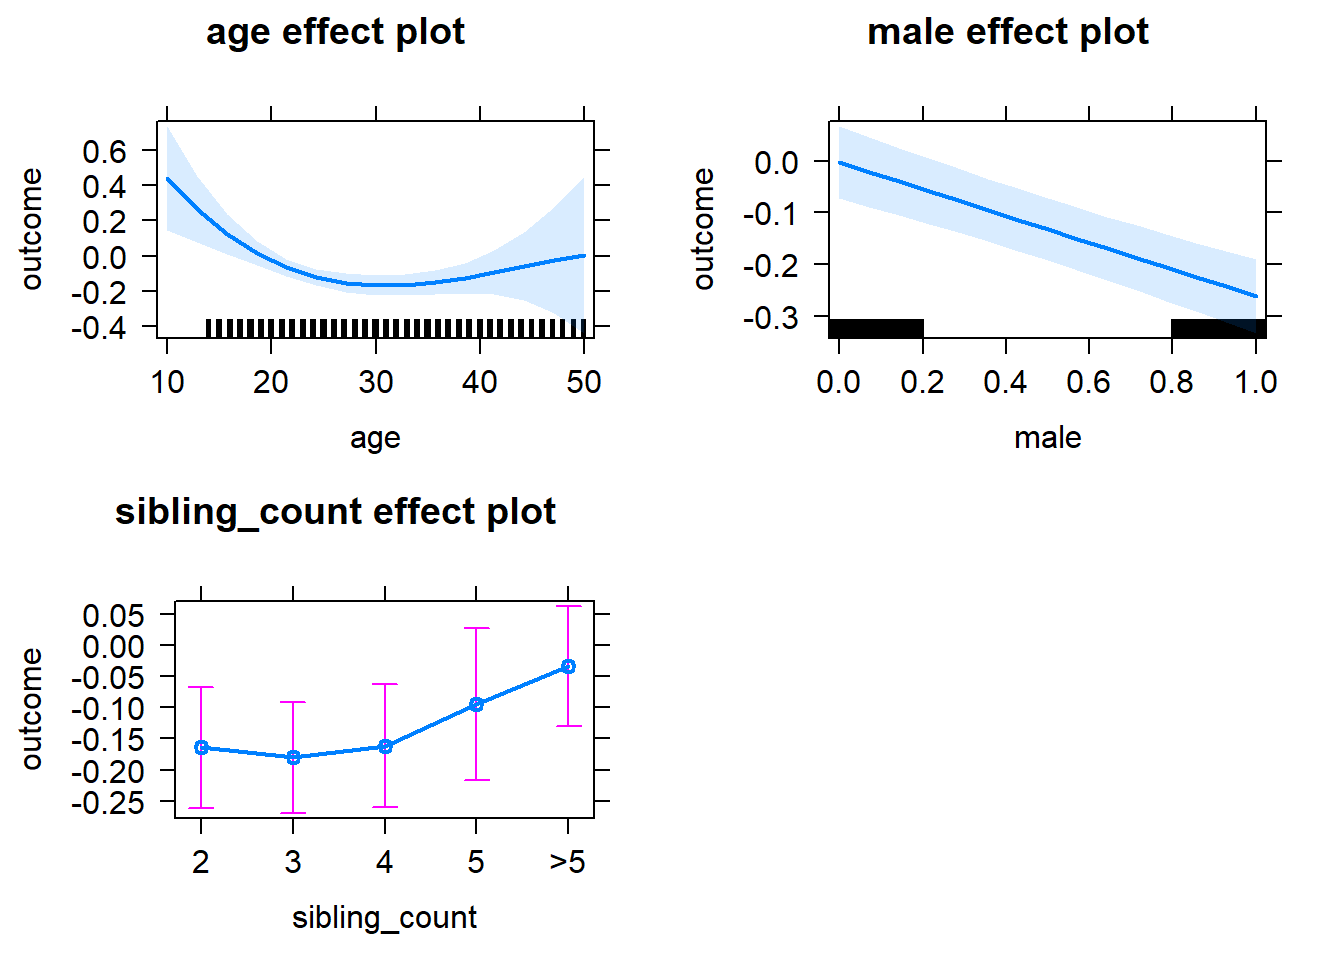 age effect plot
outcome
0.6
0.4
0.2
0.0
-0.2
-0.4
10 20 30 40 50
age
male effect plot
outcome
0.0
-0.1
-0.2
-0.3
0.0 0.2 0.4 0.6 0.8 1.0
male
sibling_count effect plot
outcome
0.05
0.00
-0.05
-0.10
-0.15
-0.20
-0.25
2 3 4 5 >5
sibling_count